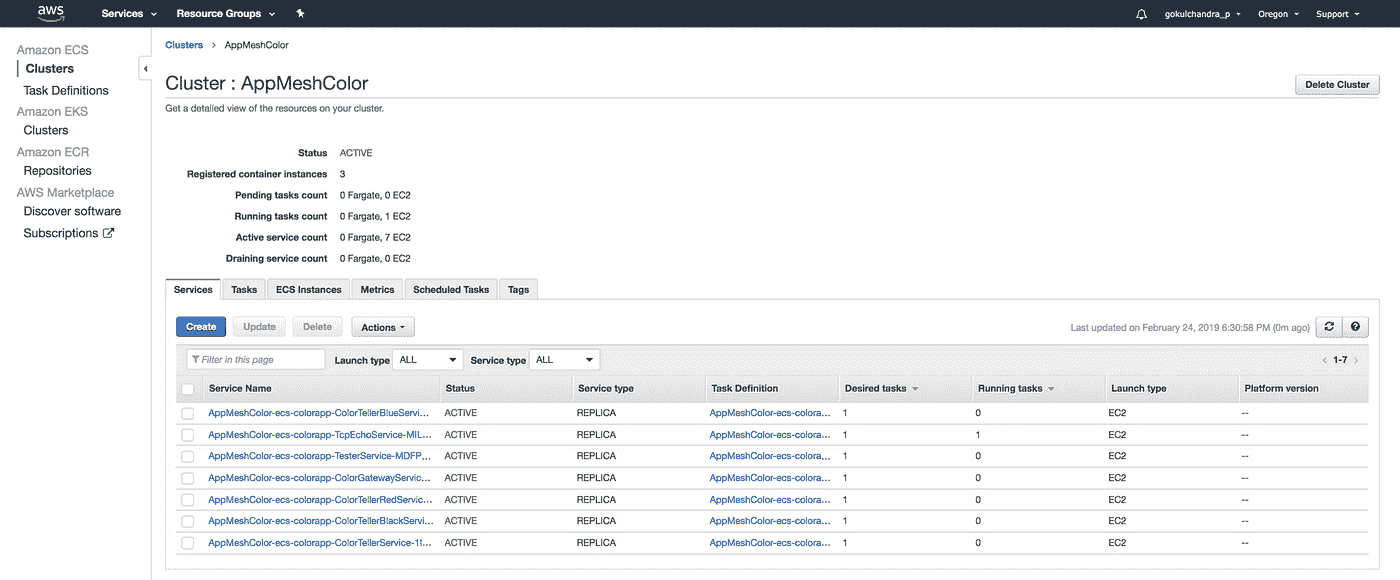 aws Services Resource Groups gokulchandra_p Oregon Support
Amazon ECS
Clusters
Task Definitions
Amazon EKS
Clusters
Amazon ECR
Repositories
AWS Marketplace
Discover software
Subscriptions
Clusters > AppMeshColor
Cluster : AppMeshColor
Delete Cluster
Get a detailed view of the resources on your cluster.
Status ACTIVE
Registered container instances 3
Pending tasks count 0 Fargate, 0 EC2
Running tasks count 0 Fargate, 1 EC2
Active service count 0 Fargate, 7 EC2
Draining service count 0 Fargate, 0 EC2
Services Tasks ECS Instances Metrics Scheduled Tasks Tags
Create Update Delete Actions Last updated on February 24, 2019 6:30:58 PM (0m ago)
Filter in this page Launch type ALL Service type ALL < 1-7 >
Service Name Status Service type Task Definition Desired tasks Running tasks Launch type Platform version
AppMeshColor-ecs-colorapp-ColorTellerBlueServi... ACTIVE REPLICA AppMeshColor-ecs-colora... 1 0 EC2 --
AppMeshColor-ecs-colorapp-TcpEchoService-MIL... ACTIVE REPLICA AppMeshColor-ecs-colora... 1 1 EC2 --
AppMeshColor-ecs-colorapp-TesterService-MDFP... ACTIVE REPLICA AppMeshColor-ecs-colora... 1 0 EC2 --
AppMeshColor-ecs-colorapp-ColorGatewayServic... ACTIVE REPLICA AppMeshColor-ecs-colora... 1 0 EC2 --
AppMeshColor-ecs-colorapp-ColorTellerRedServic... ACTIVE REPLICA AppMeshColor-ecs-colora... 1 0 EC2 --
AppMeshColor-ecs-colorapp-ColorTellerBlackServi... ACTIVE REPLICA AppMeshColor-ecs-colora... 1 0 EC2 --
AppMeshColor-ecs-colorapp-ColorTellerService-1I... ACTIVE REPLICA AppMeshColor-ecs-colora... 1 0 EC2 --